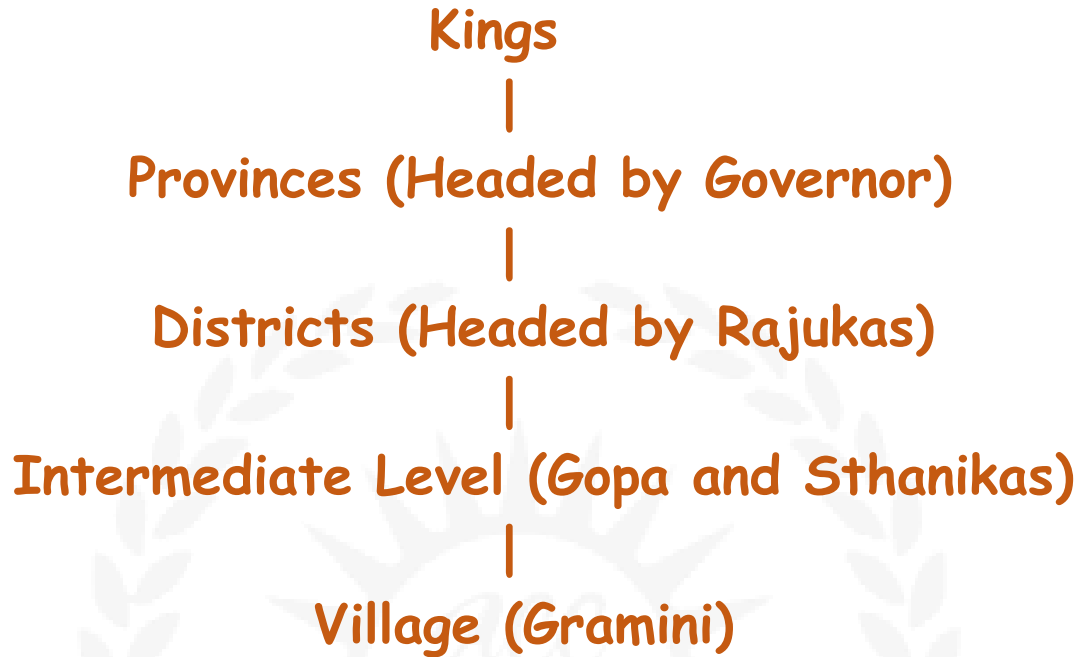 Kings
Provinces (Headed by Governor)
Districts (Headed by Rajukas)
Intermediate Level (Gopa and Sthanikas)
Village (Gramini)